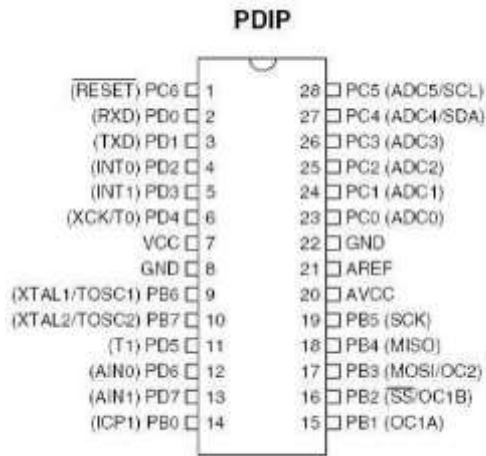 PDIP
(RESET) PC6 1 28 PC5 (ADC5/SCL)
(RXD) PD0 2 27 PC4 (ADC4/SDA)
(TXD) PD1 3 26 PC3 (ADC3)
(INT0) PD2 4 25 PC2 (ADC2)
(INT1) PD3 5 24 PC1 (ADC1)
(XCK/T0) PD4 6 23 PC0 (ADC0)
VCC 7 22 GND
GND 8 21 AREF
(XTAL1/TOSC1) PB6 9 20 AVCC
(XTAL2/TOSC2) PB7 10 19 PB5 (SCK)
(T1) PD5 11 18 PB4 (MISO)
(AIN0) PD6 12 17 PB3 (MOSI/OC2)
(AIN1) PD7 13 16 PB2 (SS/OC1B)
(ICP1) PB0 14 15 PB1 (OC1A)